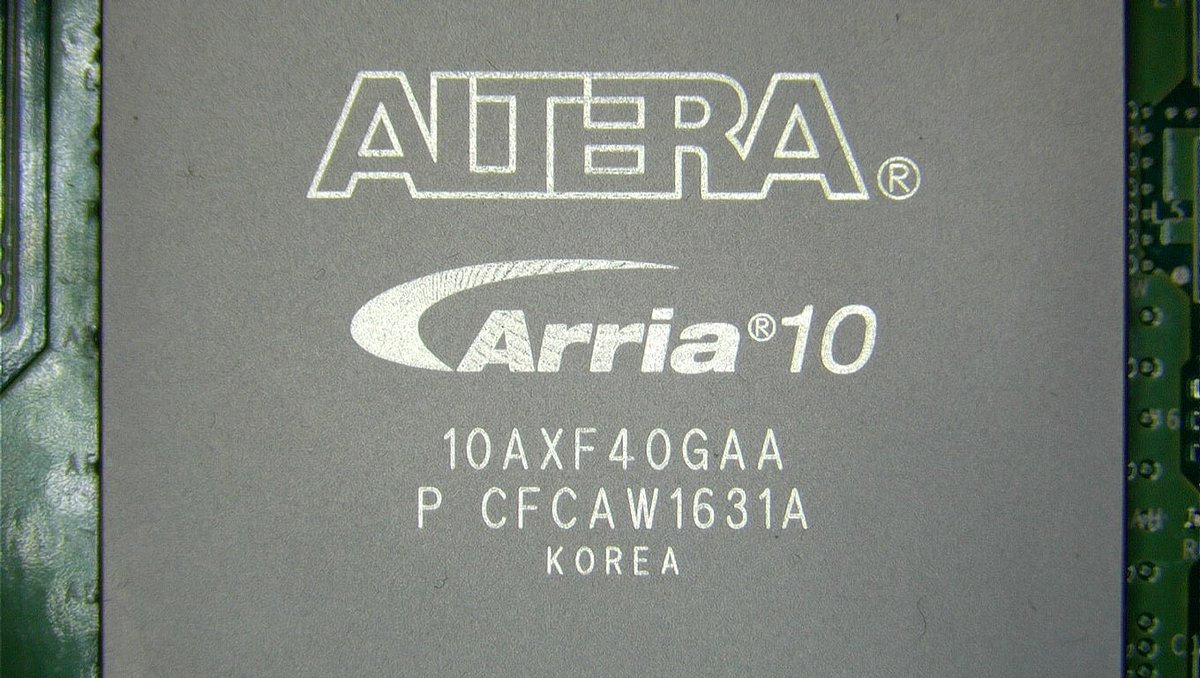 ALTERA®
Arria® 10
10AXF40GAA
P CFCAW1631A
KOREA